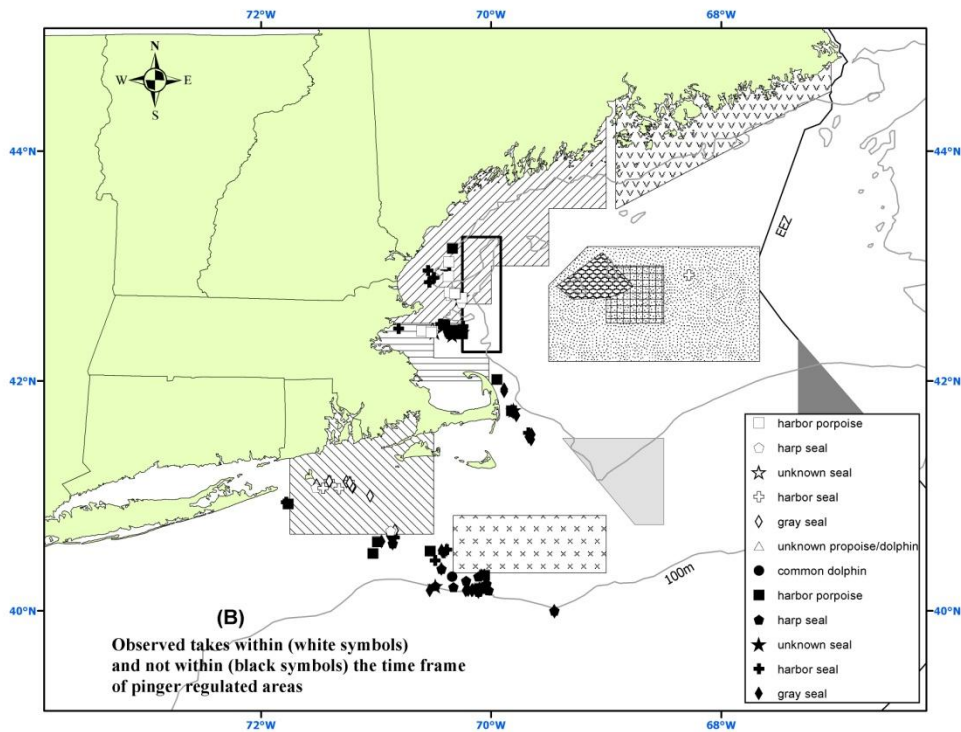 72°W
70°W
68°W
N
W
E
S
44°N
44°N
EEZ
42°N
42°N
harbor porpoise
harp seal
unknown seal
harbor seal
gray seal
unknown propoise/dolphin
common dolphin
harbor porpoise
harp seal
unknown seal
harbor seal
gray seal
100m
40°N
40°N
(B)
Observed takes within (white symbols)
and not within (black symbols) the time frame
of pinger regulated areas
72°W
70°W
68°W